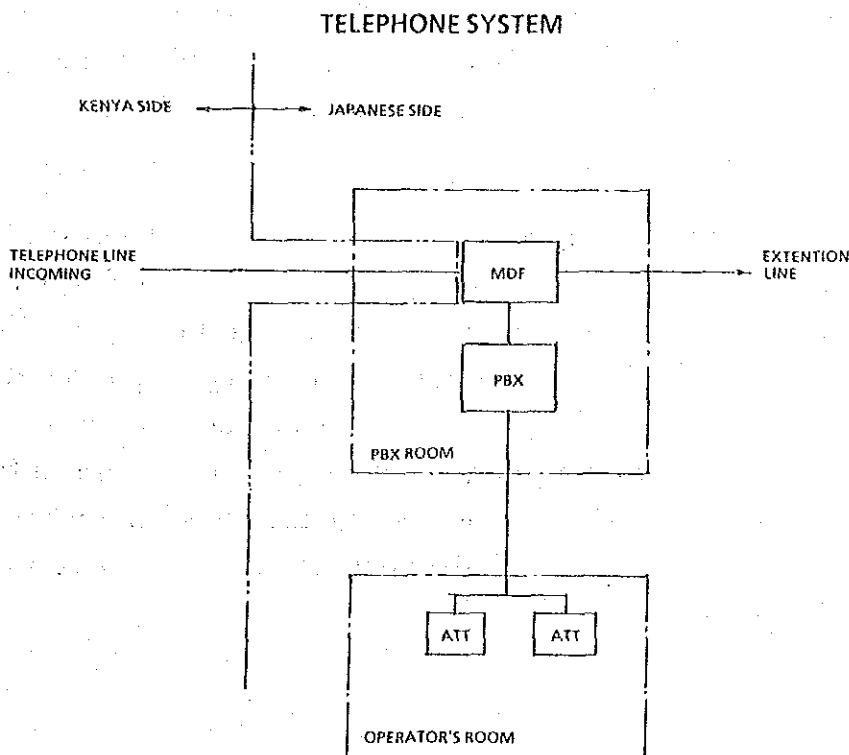 TELEPHONE SYSTEM
KENYA SIDE
JAPANESE SIDE
TELEPHONE LINE
INCOMING
MDF
EXTENTION
LINE
PBX
PBX ROOM
ATT
ATT
OPERATOR'S ROOM